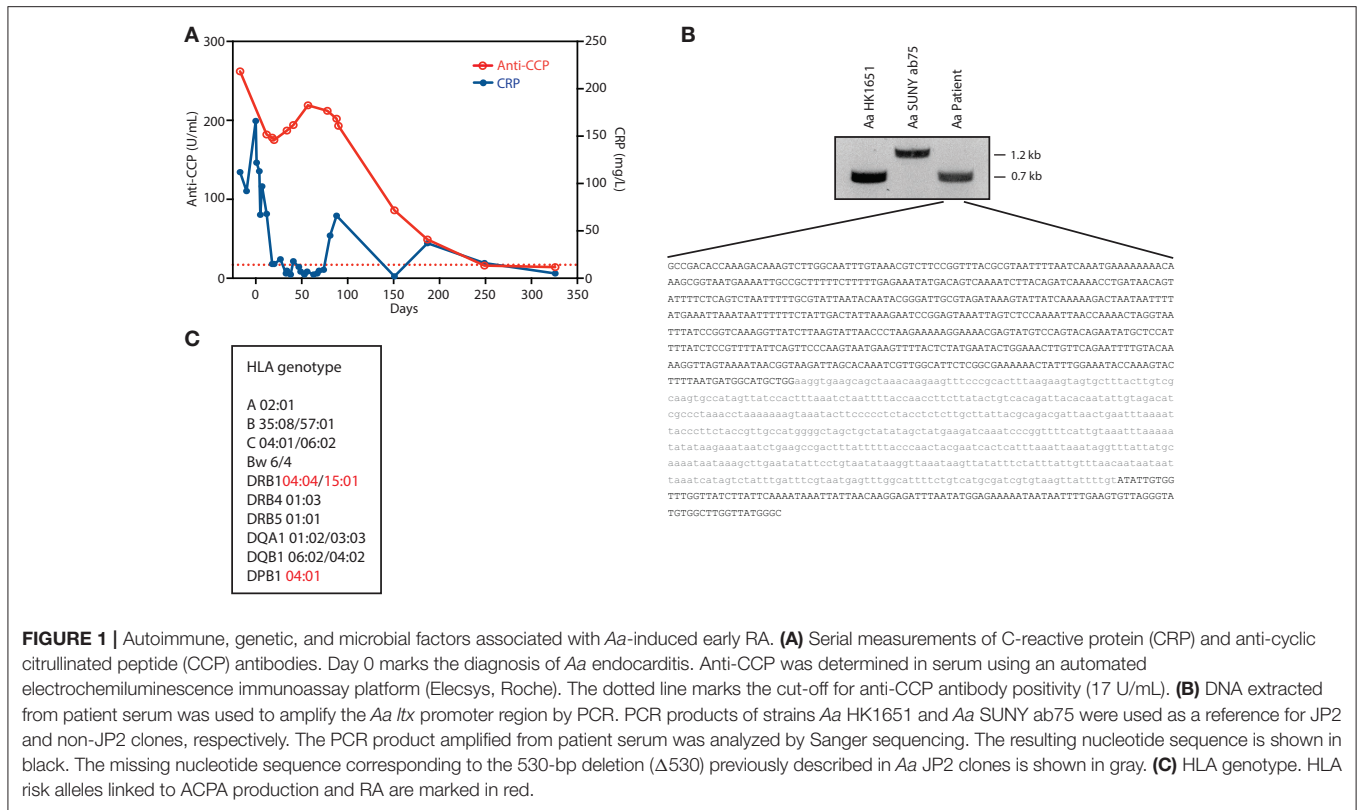 A
300
200
100
0
Anti-CCP (U/mL)
250
200
150
100
50
0
CRP (mg/L)
Anti-CCP
CRP
0 50 100 150 200 250 300 350
Days
B
Aa HK1651
Aa SUNY ab75
Aa Patient
1.2 kb
0.7 kb
GCCGACACCAAAGACAAAGTCTTGGCAATTTGTAAACGTCTTCCGGTTTACGCGTAATTTTAATCAAATGAAAAAAAACA
AAGCGGTAATGAAAATTGCCGCTTTTTCTTTTTGAGAAATATGACAGTCAAAATCTTACAGATCAAAACCTGATAACAGT
ATTTTCTCAGTCTAATTTTTGCGTATTAATACAATACGGGATTGCGTAGATAAAGTATTATCAAAAAGACTAATAATTTT
ATGAAATTAAATAATTTTTTCTATTGACTATTAAAGAATCCGGAGTAAATTAGTCTCCAAAATTAACCAAAACTAGGTAA
TTTATCCGGTCAAAGGTTATCTTAAGTATTAACCCTAAGAAAAAGGAAAACGAGTATGTCCAGTACAGAATATGCTCCAT
TTTATCTCCGTTTTATTCAGTTCCCAAGTAATGAAGTTTTACTCTATGAATACTGGAAACTTGTTCAGAATTTTGTACAA
AAGGTTAGTAAAATAACGGTAAGATTAGCACAAATCGTTGGCATTCTCGGCGAAAAAACTATTTGGAAATACCAAAGTAC
TTTTAATGATGGCATGCTGGaaggtgaagcagctaaacaagaagtttcccgcactttaagaagtagtgctttacttgtcg
caagtgccatagttatccactttaaatctaattttaccaaccttcttatactgtcacagattacacaatattgtagacat
cgccctaaacctaaaaaaagtaaatacttccccctctacctctcttgcttattacgcagacgattaactgaatttaaaat
tacccttctaccgttgccatggggctagctgctatatagctatgaagatcaaatcccggttttcattgtaaatttaaaaa
tatataagaaataatctgaagccgactttatttttacccaactacgaatcactcatttaaattaaataggtttattatgc
aaaataataaagcttgaatatattcctgtaatataaggttaaataagttatatttctatttattgtttaacaataataat
taaatcatagtctatttgatttcgtaatgagtttggcattttctgtcatgcgatcgtgtaagttattttgtATATTGTGG
TTTGGTTATCTTATTCAAAATAAATTATTAACAAGGAGATTTAATATGGAGAAAAATAATAATTTTGAAGTGTTAGGGTA
TGTGGCTTGGTTATGGGC
C
HLA genotype
A 02:01
B 35:08/57:01
C 04:01/06:02
Bw 6/4
DRB1 04:04/15:01
DRB4 01:03
DRB5 01:01
DQA1 01:02/03:03
DQB1 06:02/04:02
DPB1 04:01
FIGURE 1 | Autoimmune, genetic, and microbial factors associated with Aa-induced early RA. (A) Serial measurements of C-reactive protein (CRP) and anti-cyclic
citrullinated peptide (CCP) antibodies. Day 0 marks the diagnosis of Aa endocarditis. Anti-CCP was determined in serum using an automated
electrochemiluminescence immunoassay platform (Elecsys, Roche). The dotted line marks the cut-off for anti-CCP antibody positivity (17 U/mL). (B) DNA extracted
from patient serum was used to amplify the Aa ltx promoter region by PCR. PCR products of strains Aa HK1651 and Aa SUNY ab75 were used as a reference for JP2
and non-JP2 clones, respectively. The PCR product amplified from patient serum was analyzed by Sanger sequencing. The resulting nucleotide sequence is shown in
black. The missing nucleotide sequence corresponding to the 530-bp deletion (Δ530) previously described in Aa JP2 clones is shown in gray. (C) HLA genotype. HLA
risk alleles linked to ACPA production and RA are marked in red.